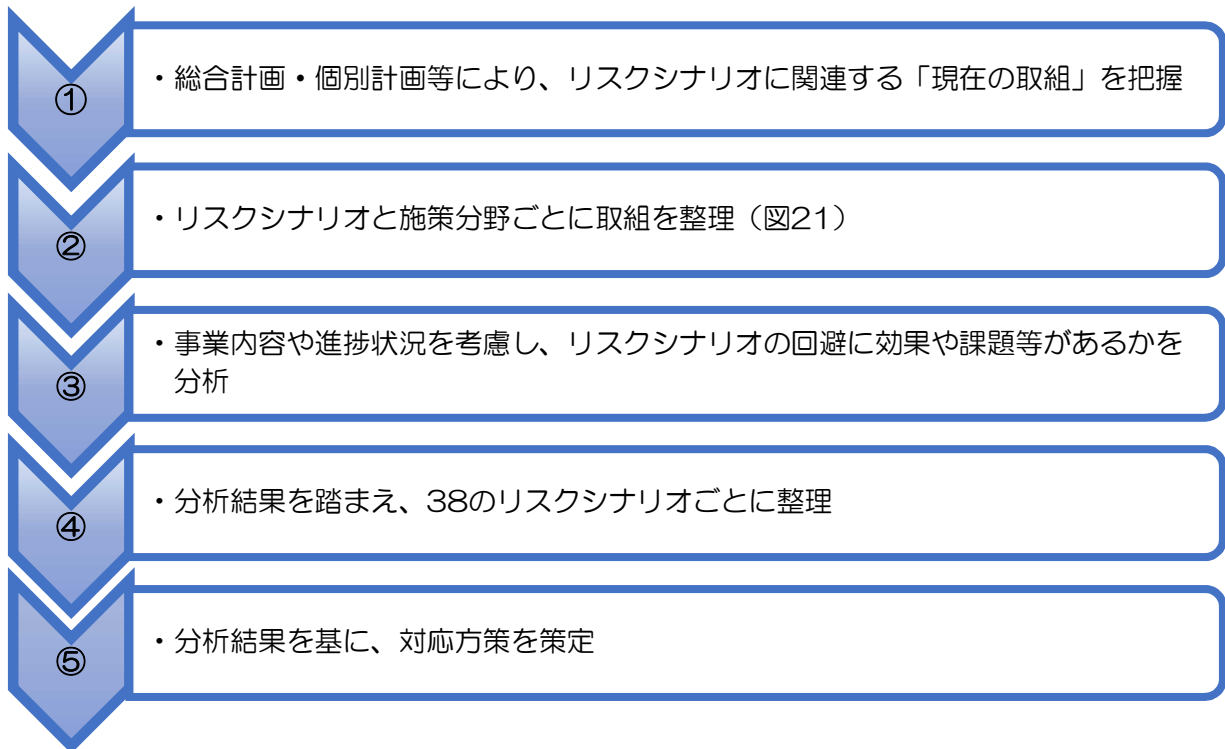 ①
・総合計画・個別計画等により、リスクシナリオに関連する「現在の取組」を把握
②
・リスクシナリオと施策分野ごとに取組を整理（図21）
③
・事業内容や進捗状況を考慮し、リスクシナリオの回避に効果や課題等があるかを
分析
④
・分析結果を踏まえ、38のリスクシナリオごとに整理
⑤
・分析結果を基に、対応方策を策定